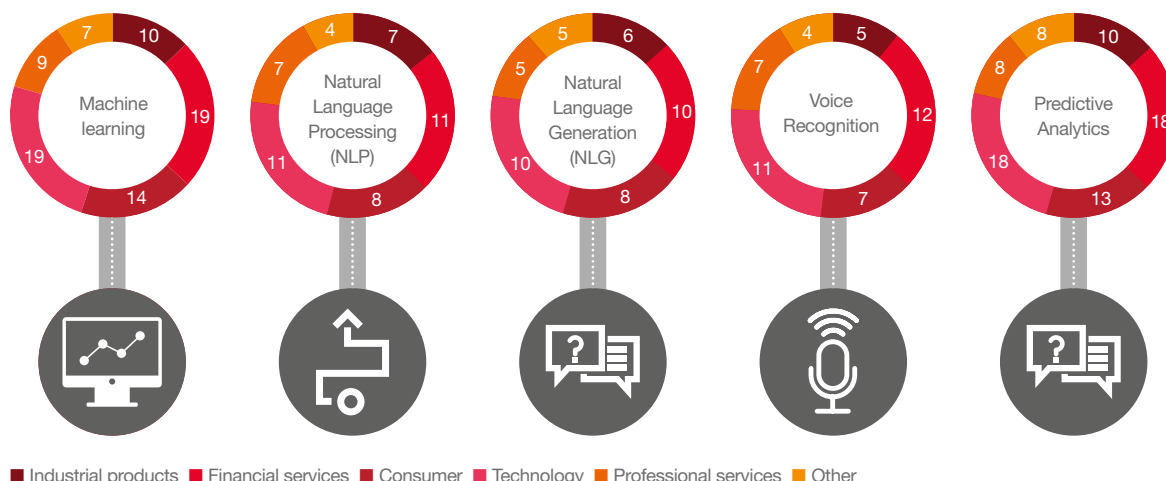 7
10
9
19
19
14
Machine
learning
4
7
7
11
11
8
Natural
Language
Processing
(NLP)
5
6
5
10
10
8
Natural
Language
Generation
(NLG)
4
5
7
12
11
7
Voice
Recognition
8
10
8
18
18
13
Predictive
Analytics
?
?
Industrial products Financial services Consumer Technology Professional services Other